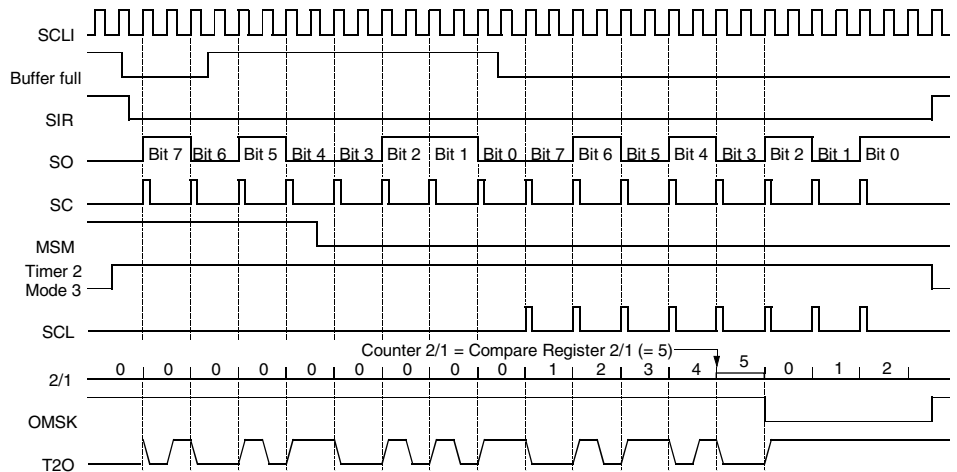 SCLI
Buffer full
SIR
SO Bit 7 Bit 6 Bit 5 Bit 4 Bit 3 Bit 2 Bit 1 Bit 0 Bit 7 Bit 6 Bit 5 Bit 4 Bit 3 Bit 2 Bit 1 Bit 0
SC
MSM
Timer 2
Mode 3
SCL
Counter 2/1 = Compare Register 2/1 (= 5)
2/1 0 0 0 0 0 0 0 0 1 2 3 4 5 0 1 2
OMSK
T2O